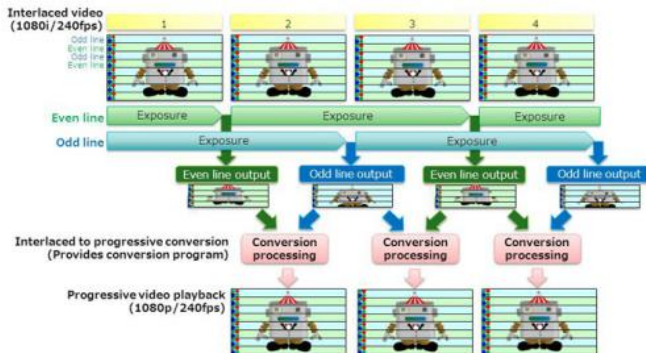 Interlaced video
(1080i/240fps)
1
2
3
4
Odd line
Even line
Odd line
Even line
Even line
Exposure
Exposure
Exposure
Odd line
Exposure
Exposure
Even line output
Odd line output
Even line output
Odd line output
Interlaced to progressive conversion
(Provides conversion program)
Conversion
processing
Conversion
processing
Conversion
processing
Progressive video playback
(1080p/240fps)